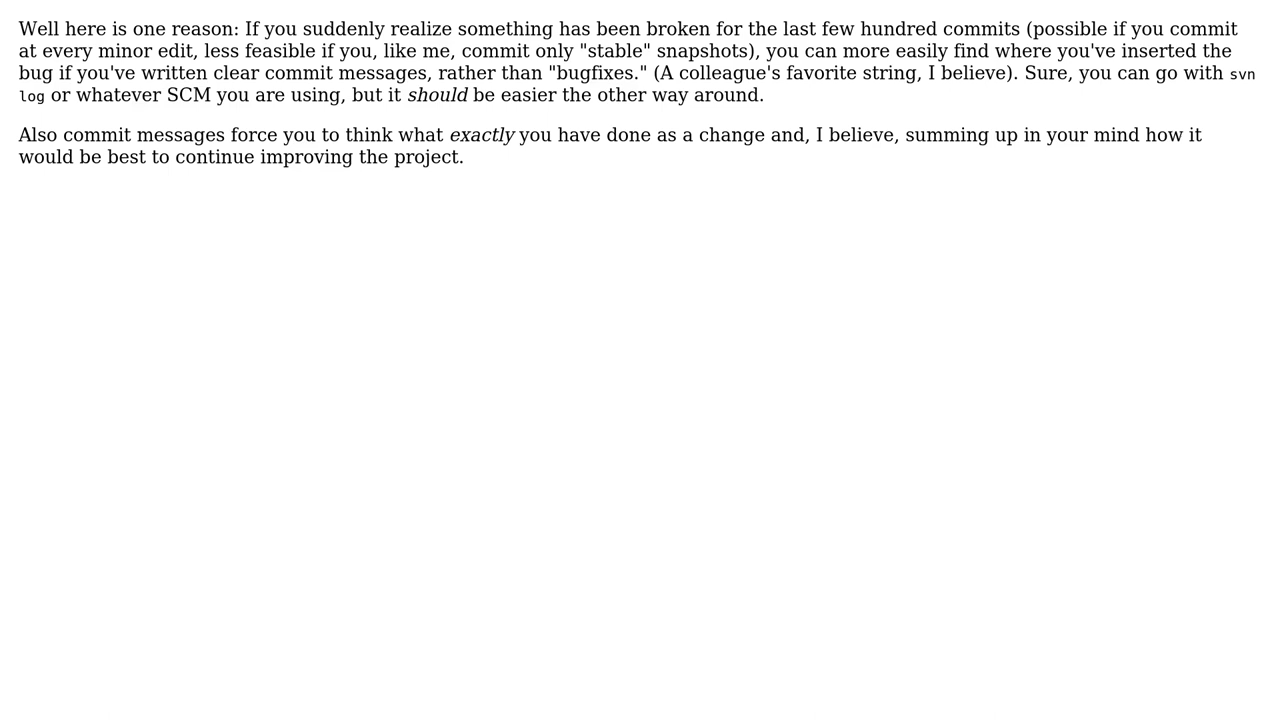 Well here is one reason: If you suddenly realize something has been broken for the last few hundred commits (possible if you commit
at every minor edit, less feasible if you, like me, commit only "stable" snapshots), you can more easily find where you've inserted the
bug if you've written clear commit messages, rather than "bugfixes." (A colleague's favorite string, I believe). Sure, you can go with svn
log or whatever SCM you are using, but it should be easier the other way around.
Also commit messages force you to think what exactly you have done as a change and, I believe, summing up in your mind how it
would be best to continue improving the project.